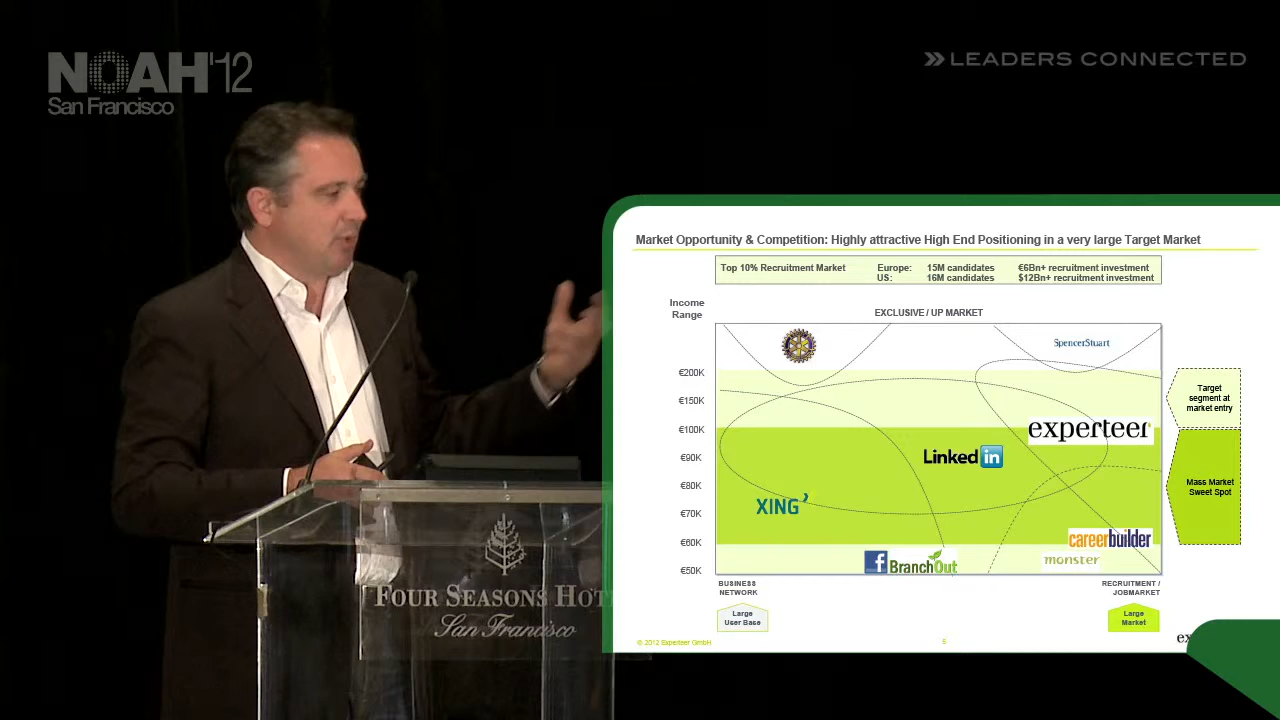 NOAH'12
San Francisco
LEADERS CONNECTED
Market Opportunity & Competition: Highly attractive High End Positioning in a very large Target Market
Top 10% Recruitment Market Europe: 15M candidates €6Bn+ recruitment investment
US: 16M candidates $12Bn+ recruitment investment
Income
Range
EXCLUSIVE / UP MARKET
SpencerStuart
€200K
€150K
€100K
€90K
€80K
€70K
€60K
€50K
experteer
Linked in
XING
careerbuilder
monster
f BranchOut
Target
segment at
market entry
Mass Market
Sweet Spot
BUSINESS
NETWORK
RECRUITMENT /
JOBMARKET
Large
User Base
Large
Market
© 2012 Experteer GmbH
5
FOUR SEASONS HOT
San Francisco